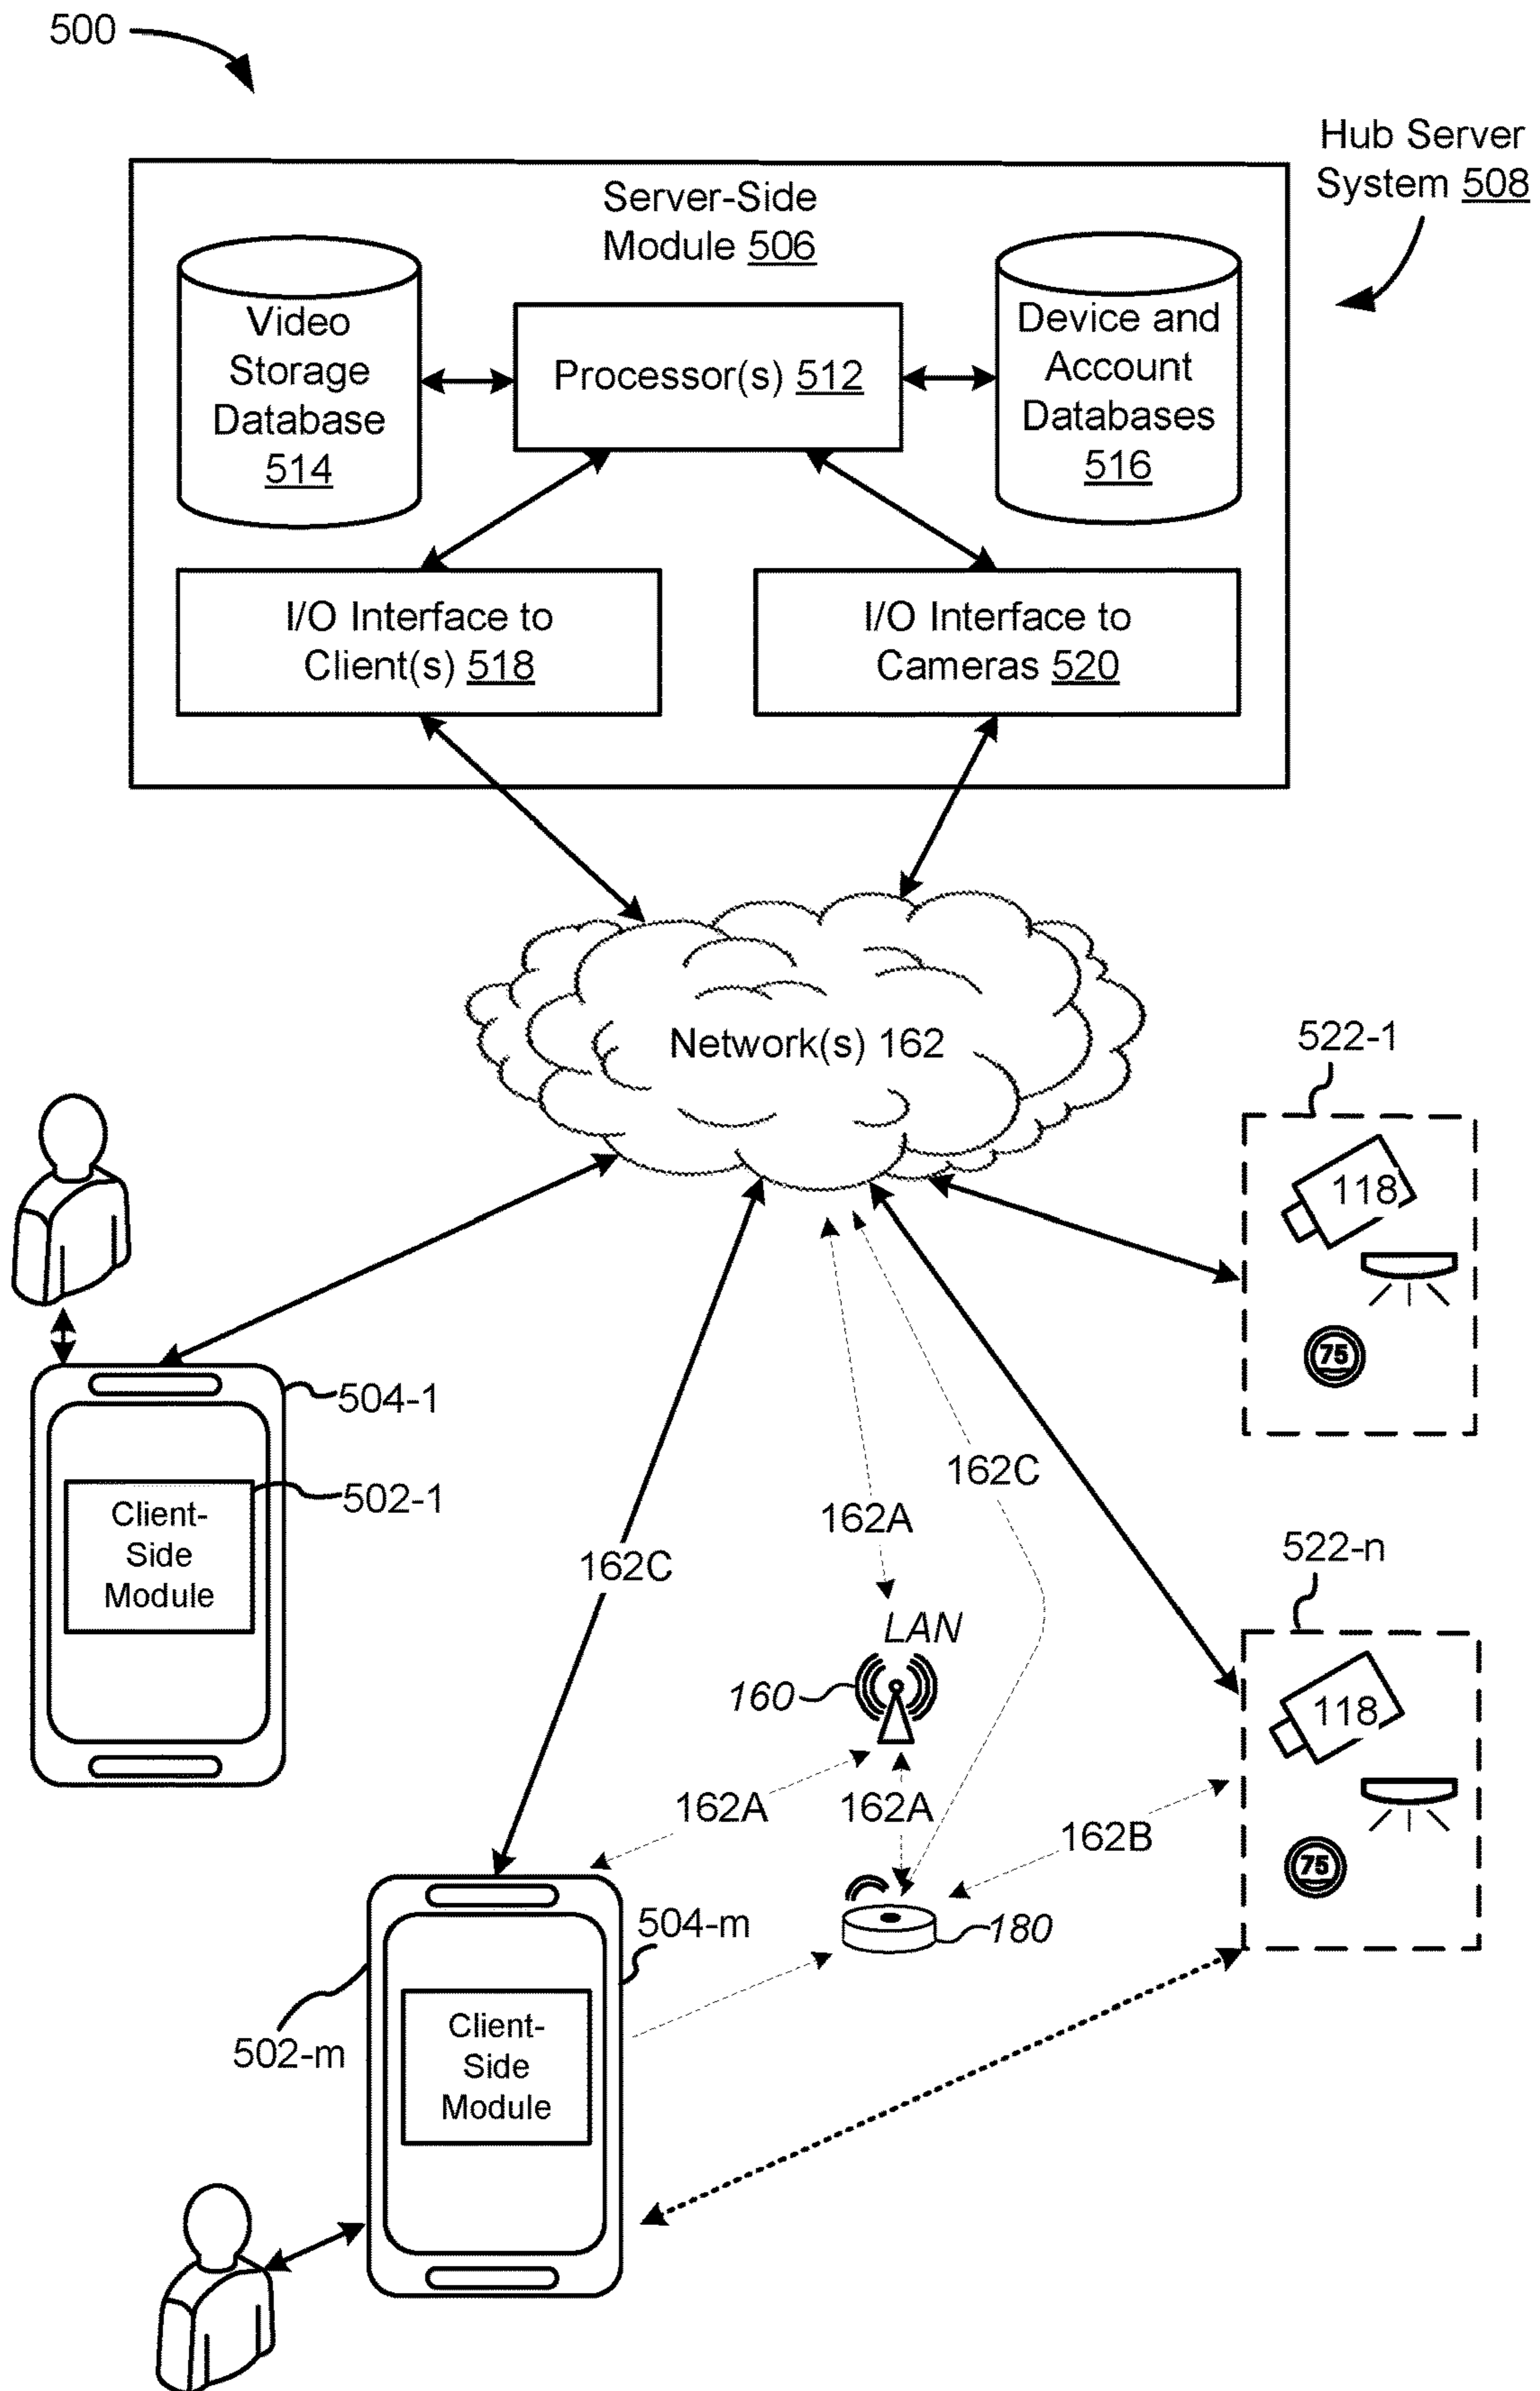 500
Hub Server
System 508
Server-Side
Module 506
Video
Storage
Database
514
Processor(s) 512
Device and
Account
Databases
516
I/O Interface to
Client(s) 518
I/O Interface to
Cameras 520
Network(s) 162
522-1
118
75
504-1
502-1
Client-
Side
Module
162C
162A
162C
LAN
160
522-n
118
75
162A
162A
162B
180
504-m
502-m
Client-
Side
Module